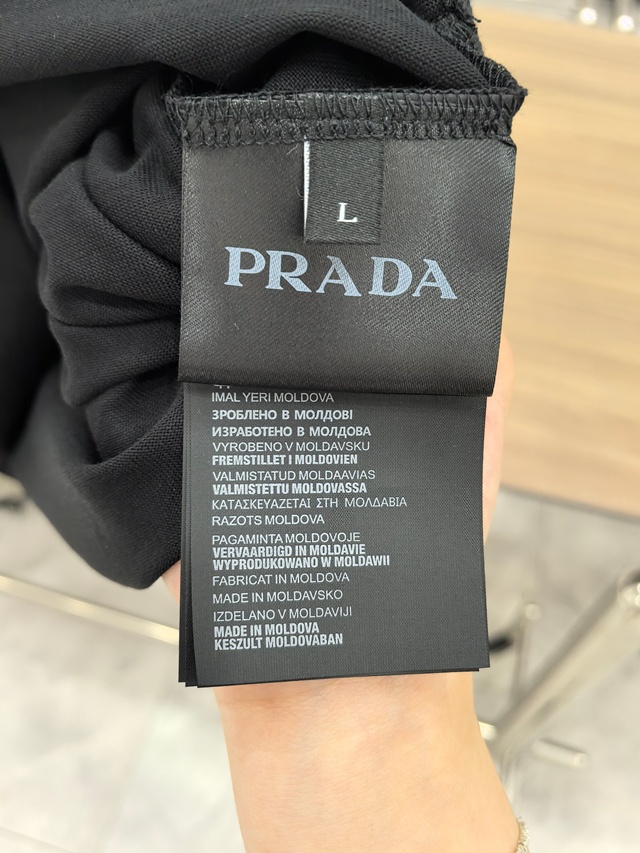 L
PRADA
IMAL YERI MOLDOVA
ЗРОБЛЕНО В МОЛДОВІ
ИЗРАБОТЕНО В МОЛДОВА
VYROBENO V MOLDAVSKU
FREMSTILLET I MOLDOVIEN
VALMISTATUD MOLDAAVIAS
VALMISTETTU MOLDOVASSA
ΚΑΤΑΣΚΕΥΑΖΕΤΑΙ ΣΤΗ ΜΟΛΔΑΒΙΑ
RAZOTS MOLDOVA
PAGAMINTA MOLDOVOJE
VERVAARDIGD IN MOLDAVIE
WYPRODUKOWANO W MOLDAWII
FABRICAT IN MOLDOVA
MADE IN MOLDAVSKO
IZDELANO V MOLDAVIJI
MADE IN MOLDOVA
KESZULT MOLDOVABAN